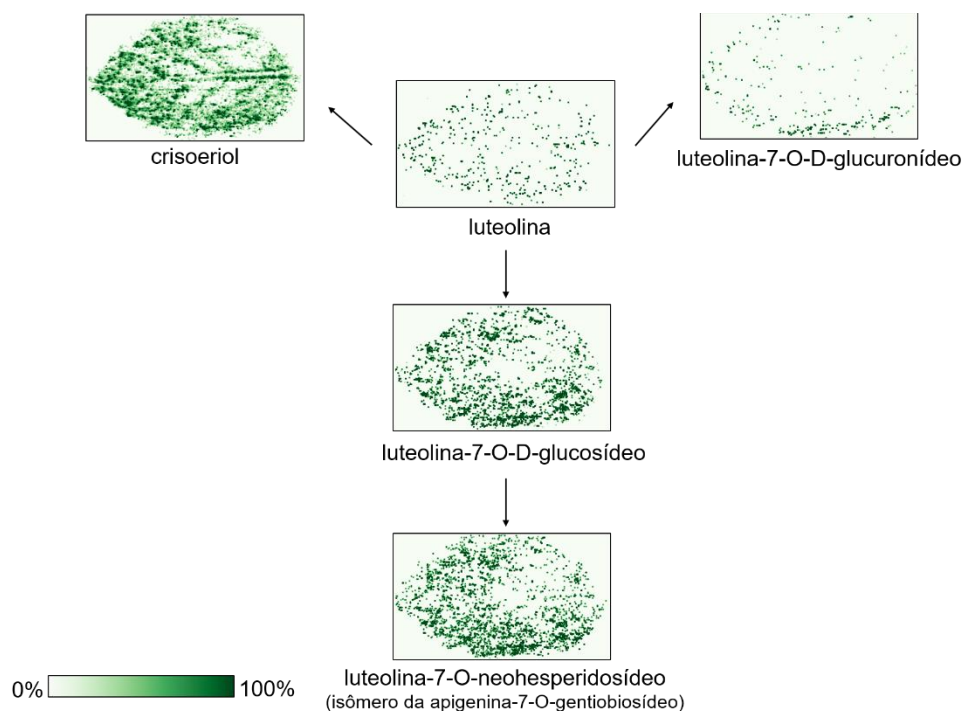 crisoeriol
luteolina-7-O-D-glucuronídeo
luteolina
luteolina-7-O-D-glucosídeo
luteolina-7-O-neohesperidosídeo
(isômero da apigenina-7-O-gentiobiosídeo)
0% 100%